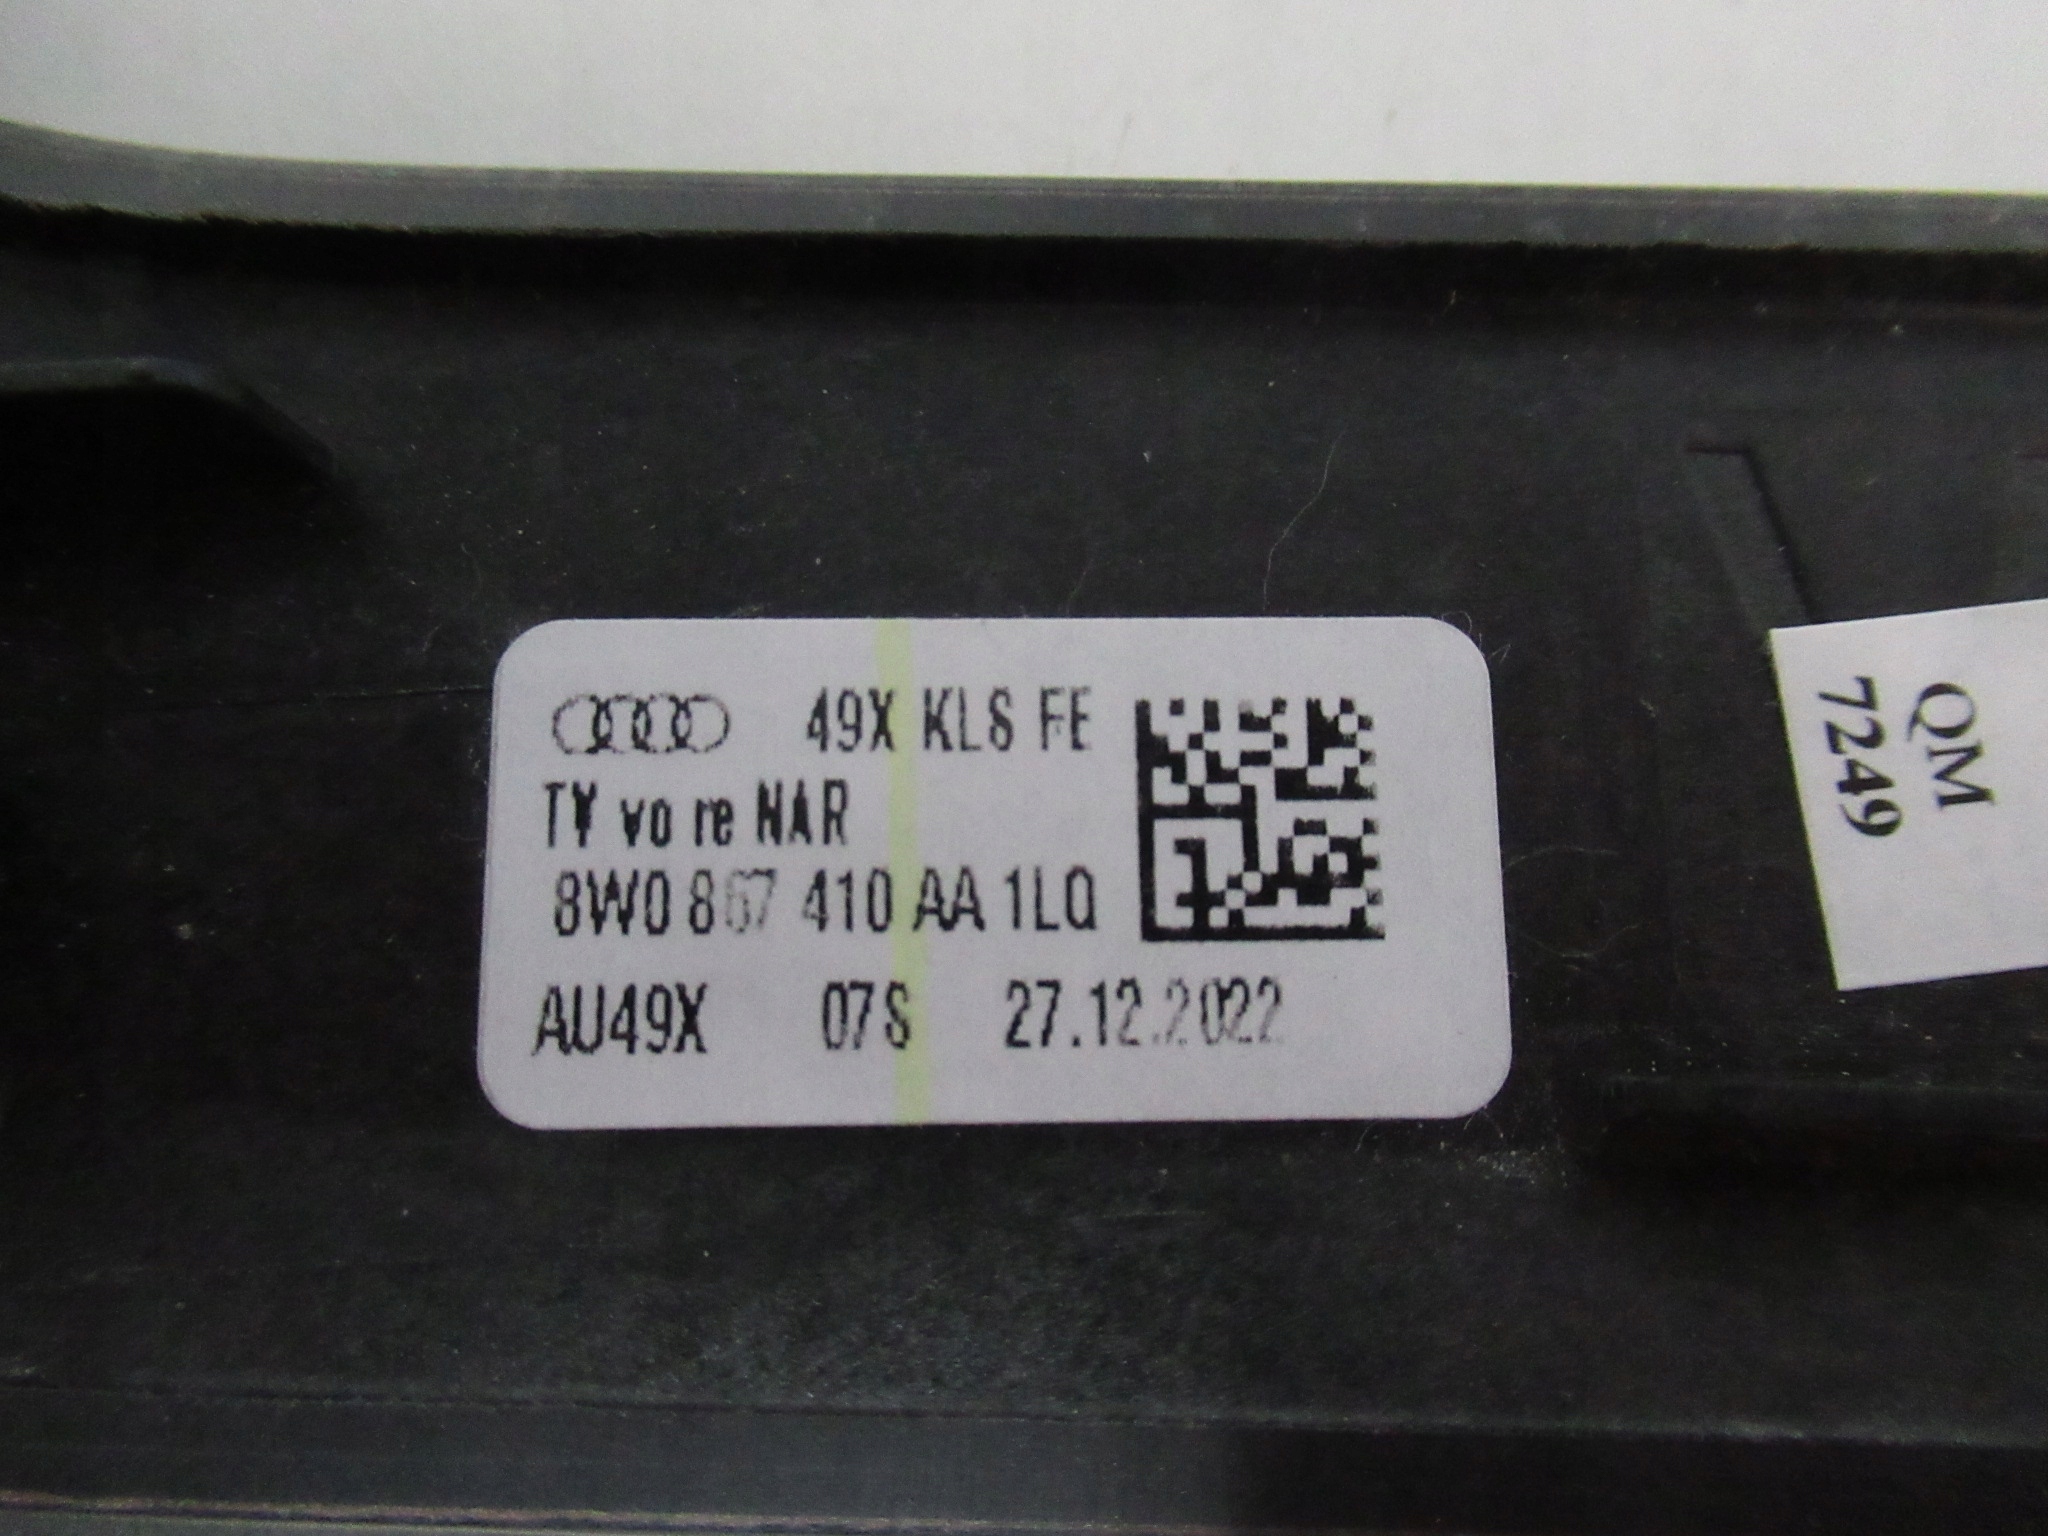 49X KLS FE
TV vo re NAR
8W0 867 410 AA 1LQ
AU49X 07S 27.12.2022
QM
7249